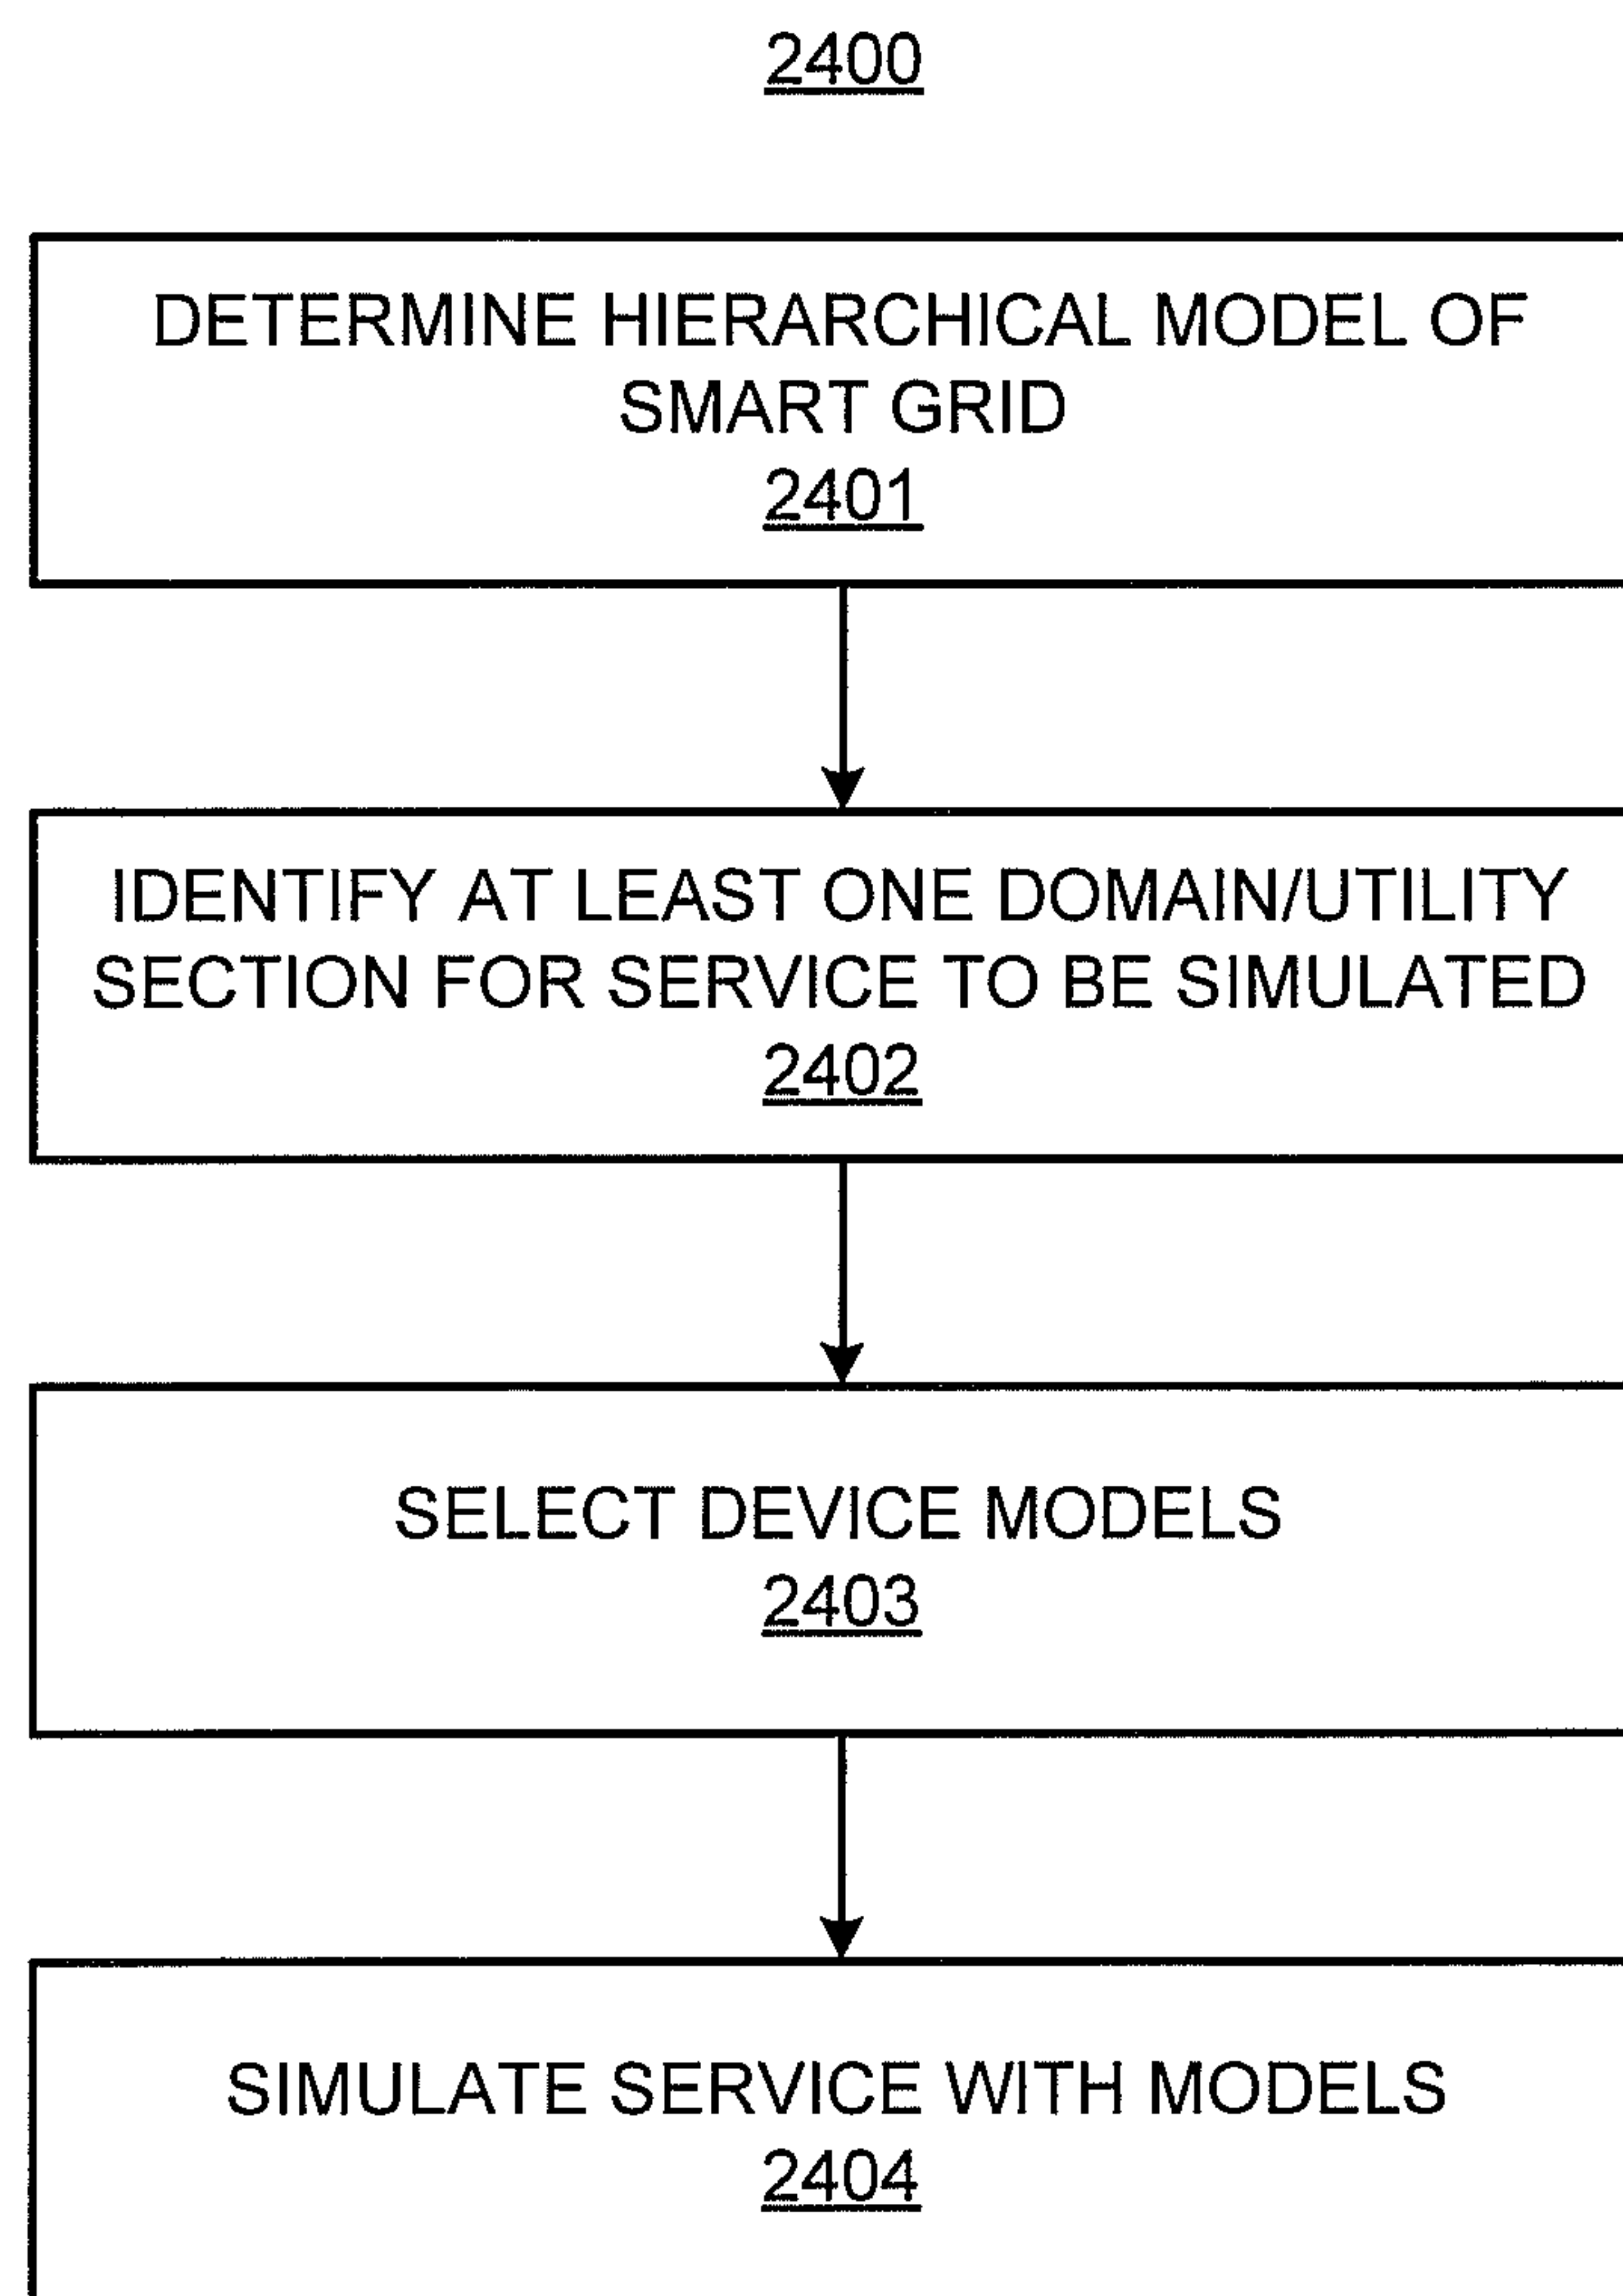 2400
DETERMINE HIERARCHICAL MODEL OF
SMART GRID
2401
IDENTIFY AT LEAST ONE DOMAIN/UTILITY
SECTION FOR SERVICE TO BE SIMULATED
2402
SELECT DEVICE MODELS
2403
SIMULATE SERVICE WITH MODELS
2404